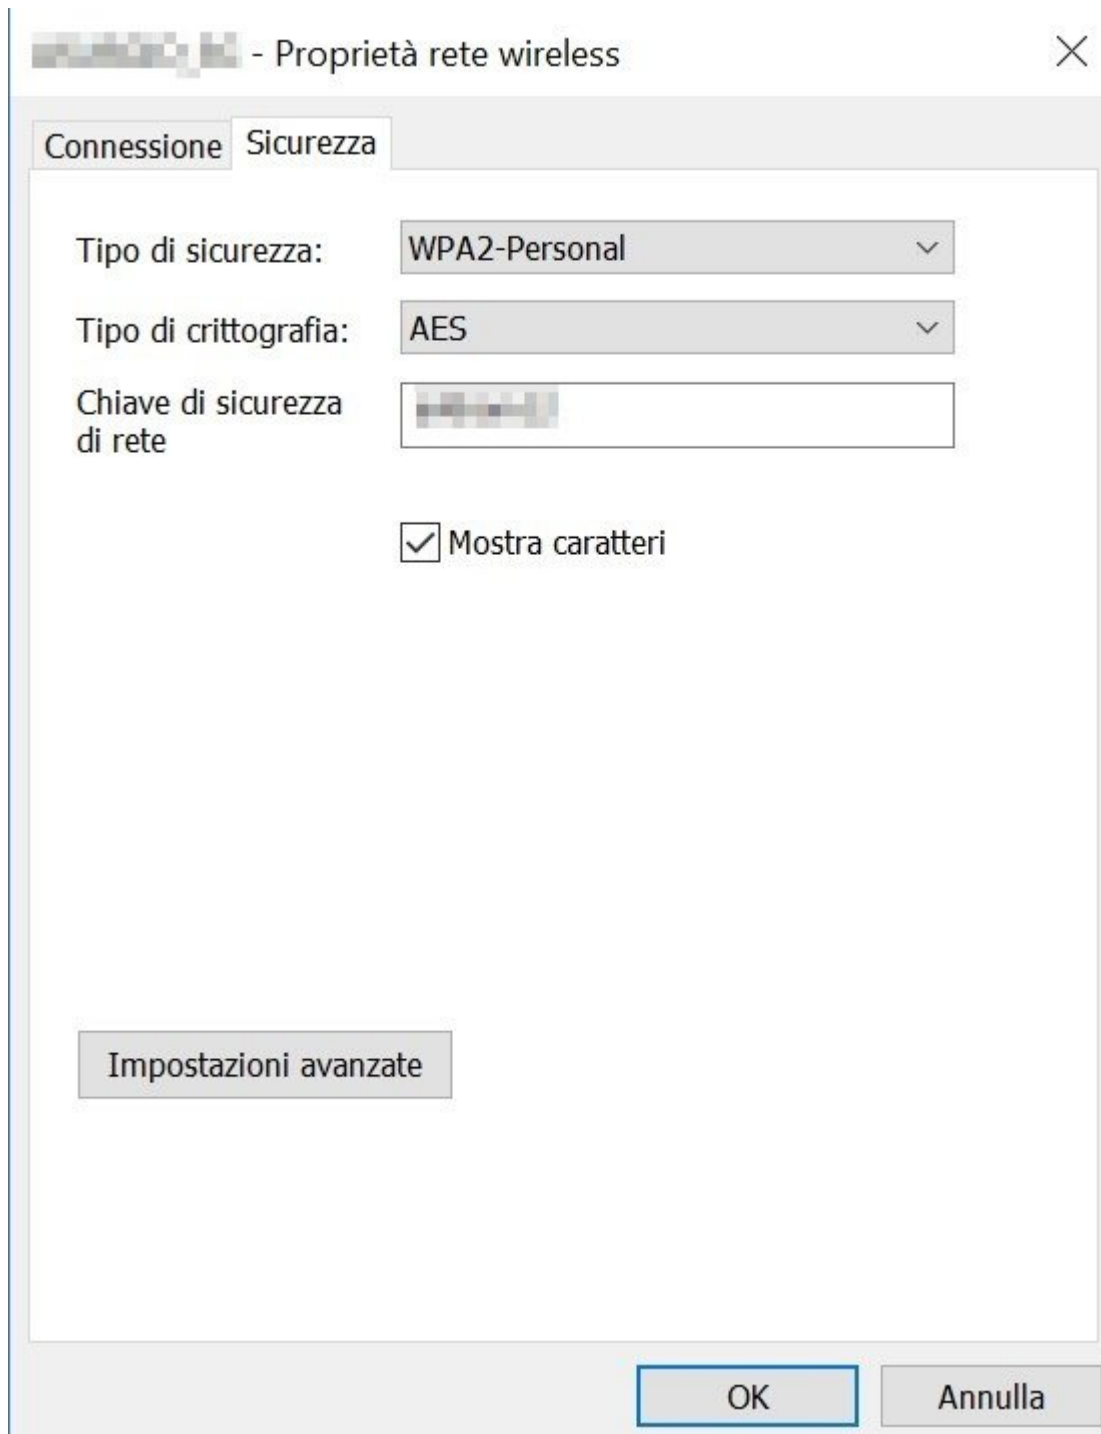 - Proprietà rete wireless
Connessione
Sicurezza
Tipo di sicurezza:
WPA2-Personal
Tipo di crittografia:
AES
Chiave di sicurezza
di rete
Mostra caratteri
Impostazioni avanzate
OK
Annulla